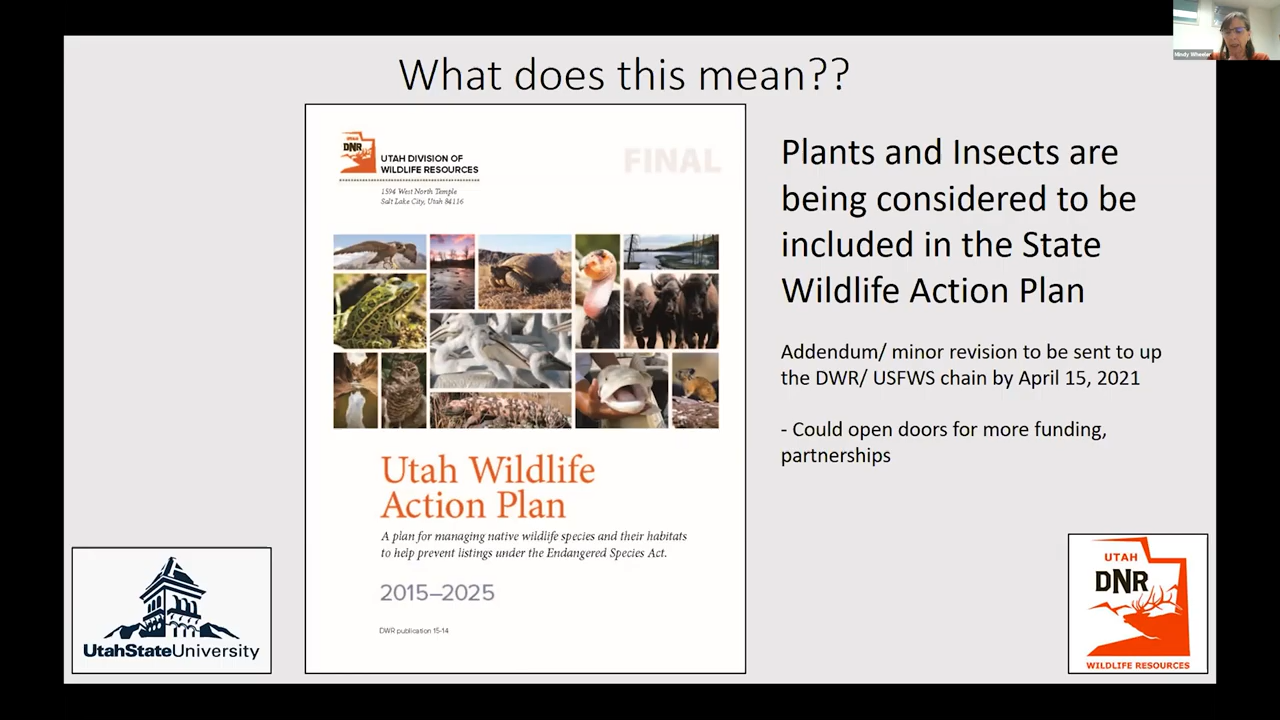 Mindy Wheeler
What does this mean??
UTAH
DNR
UTAH DIVISION OF
WILDLIFE RESOURCES
1594 West North Temple
Salt Lake City, Utah 84116
FINAL
Utah Wildlife
Action Plan
A plan for managing native wildlife species and their habitats
to help prevent listings under the Endangered Species Act.
2015–2025
DWR publication 15-14
Plants and Insects are
being considered to be
included in the State
Wildlife Action Plan
Addendum/ minor revision to be sent to up
the DWR/ USFWS chain by April 15, 2021
- Could open doors for more funding,
partnerships
UtahStateUniversity
UTAH
DNR
WILDLIFE RESOURCES